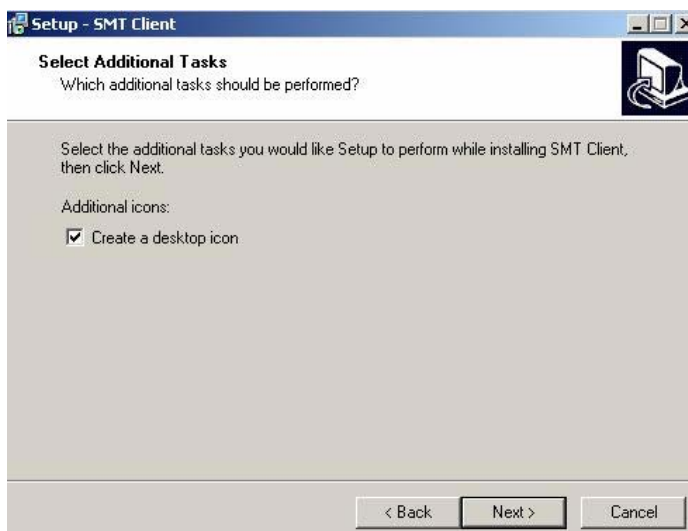 Setup - SMT Client
Select Additional Tasks
Which additional tasks should be performed?
Select the additional tasks you would like Setup to perform while installing SMT Client,
then click Next.
Additional icons:
Create a desktop icon
< Back
Next >
Cancel